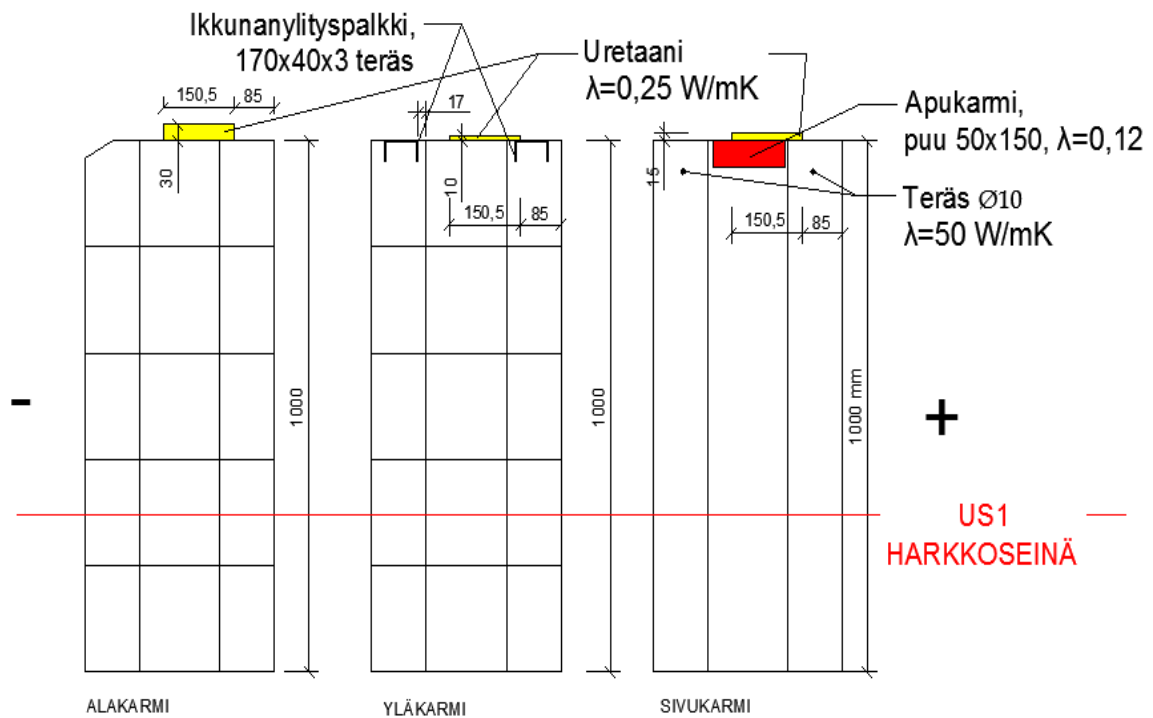 Ikkunanylityspalkki,
170x40x3 teräs
Uretaani
λ=0,25 W/mK
Apukarmi,
puu 50x150, λ=0,12
Teräs Ø10
λ=50 W/mK
150,5
85
30
1000
17
10
150,5
85
1000
15
150,5
85
1000 mm
-
+
US1
HARKKOSEINÄ
ALAKARMI
YLÄKARMI
SIVUKARMI